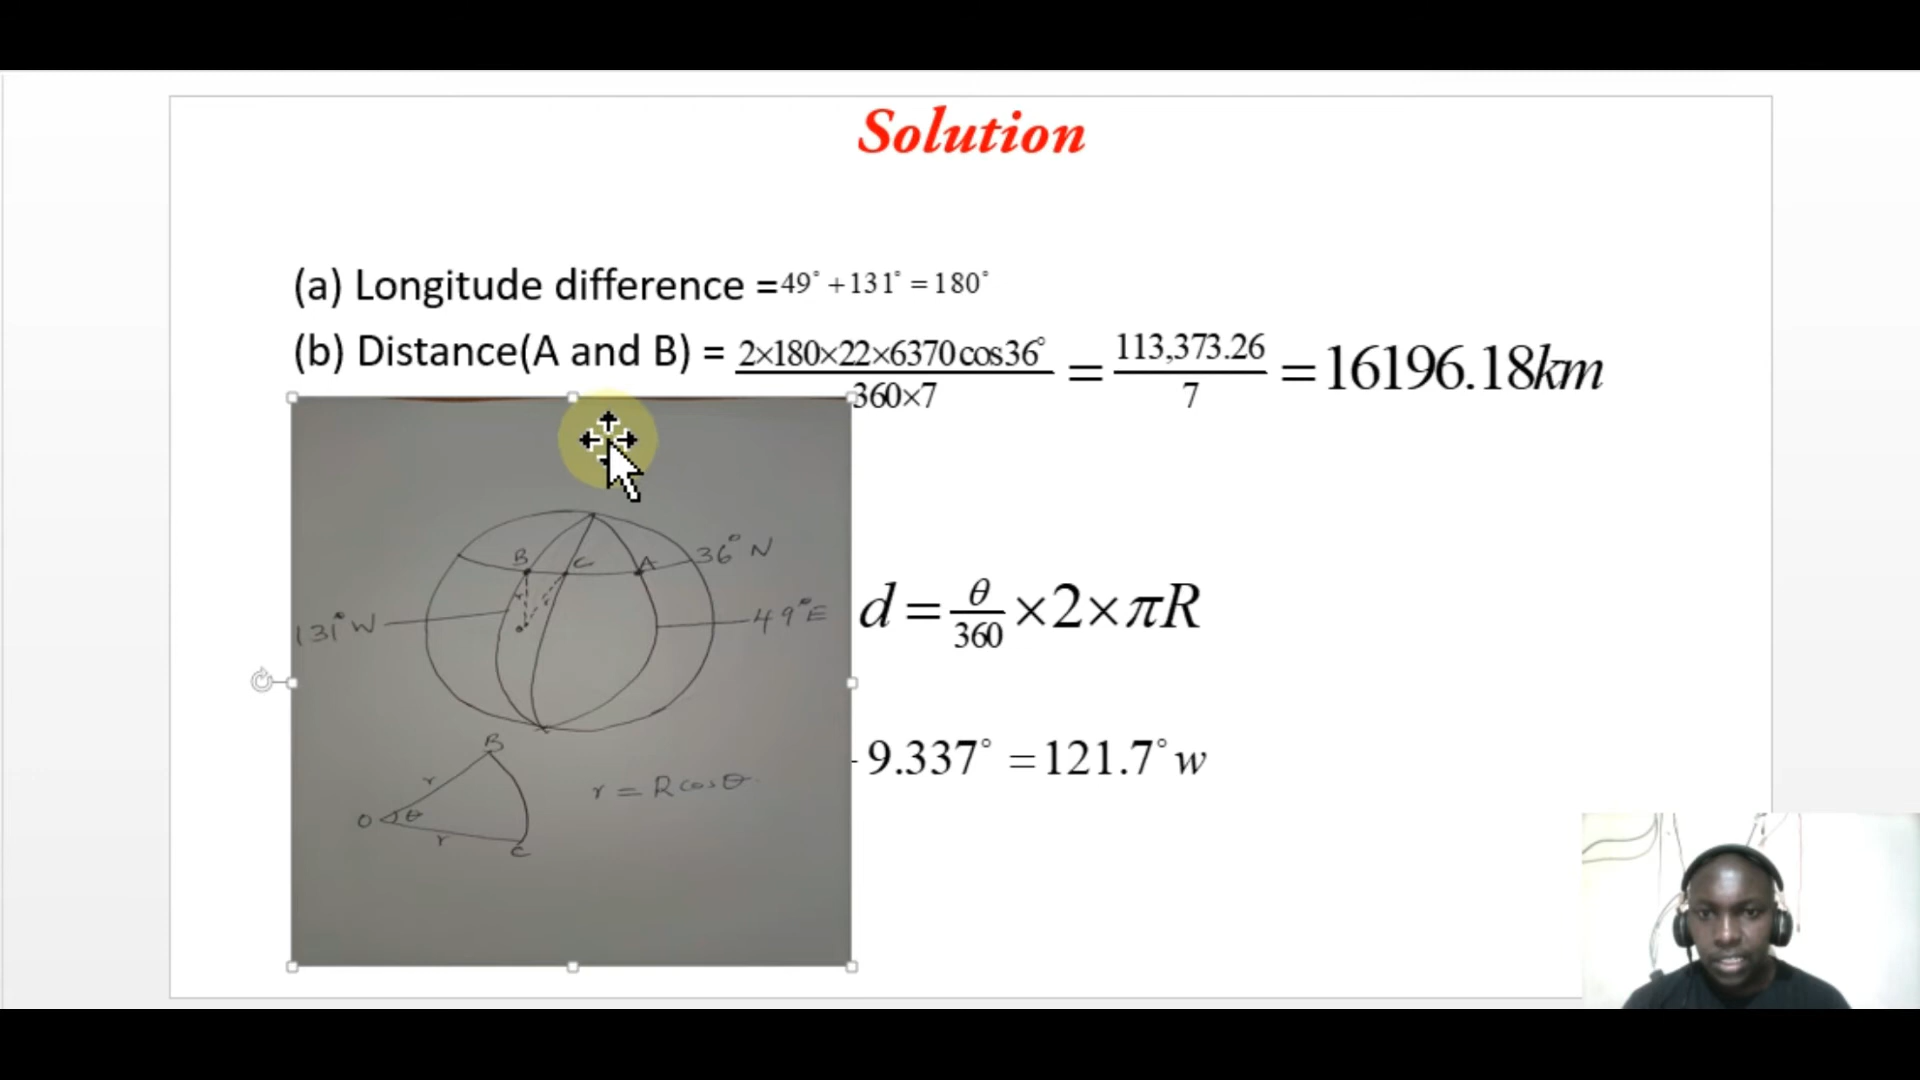 Solution
(a) Longitude difference =49° +131° =180°
(b) Distance(A and B) = 2×180×22×6370cos36° / 360×7 = 113,373.26 / 7 =16196.18km
B
C
A
36° N
131° W
49° E
r
r
d = θ/360 ×2×πR
B
r
O
θ
r
C
r = R cos θ
- 9.337° =121.7° w